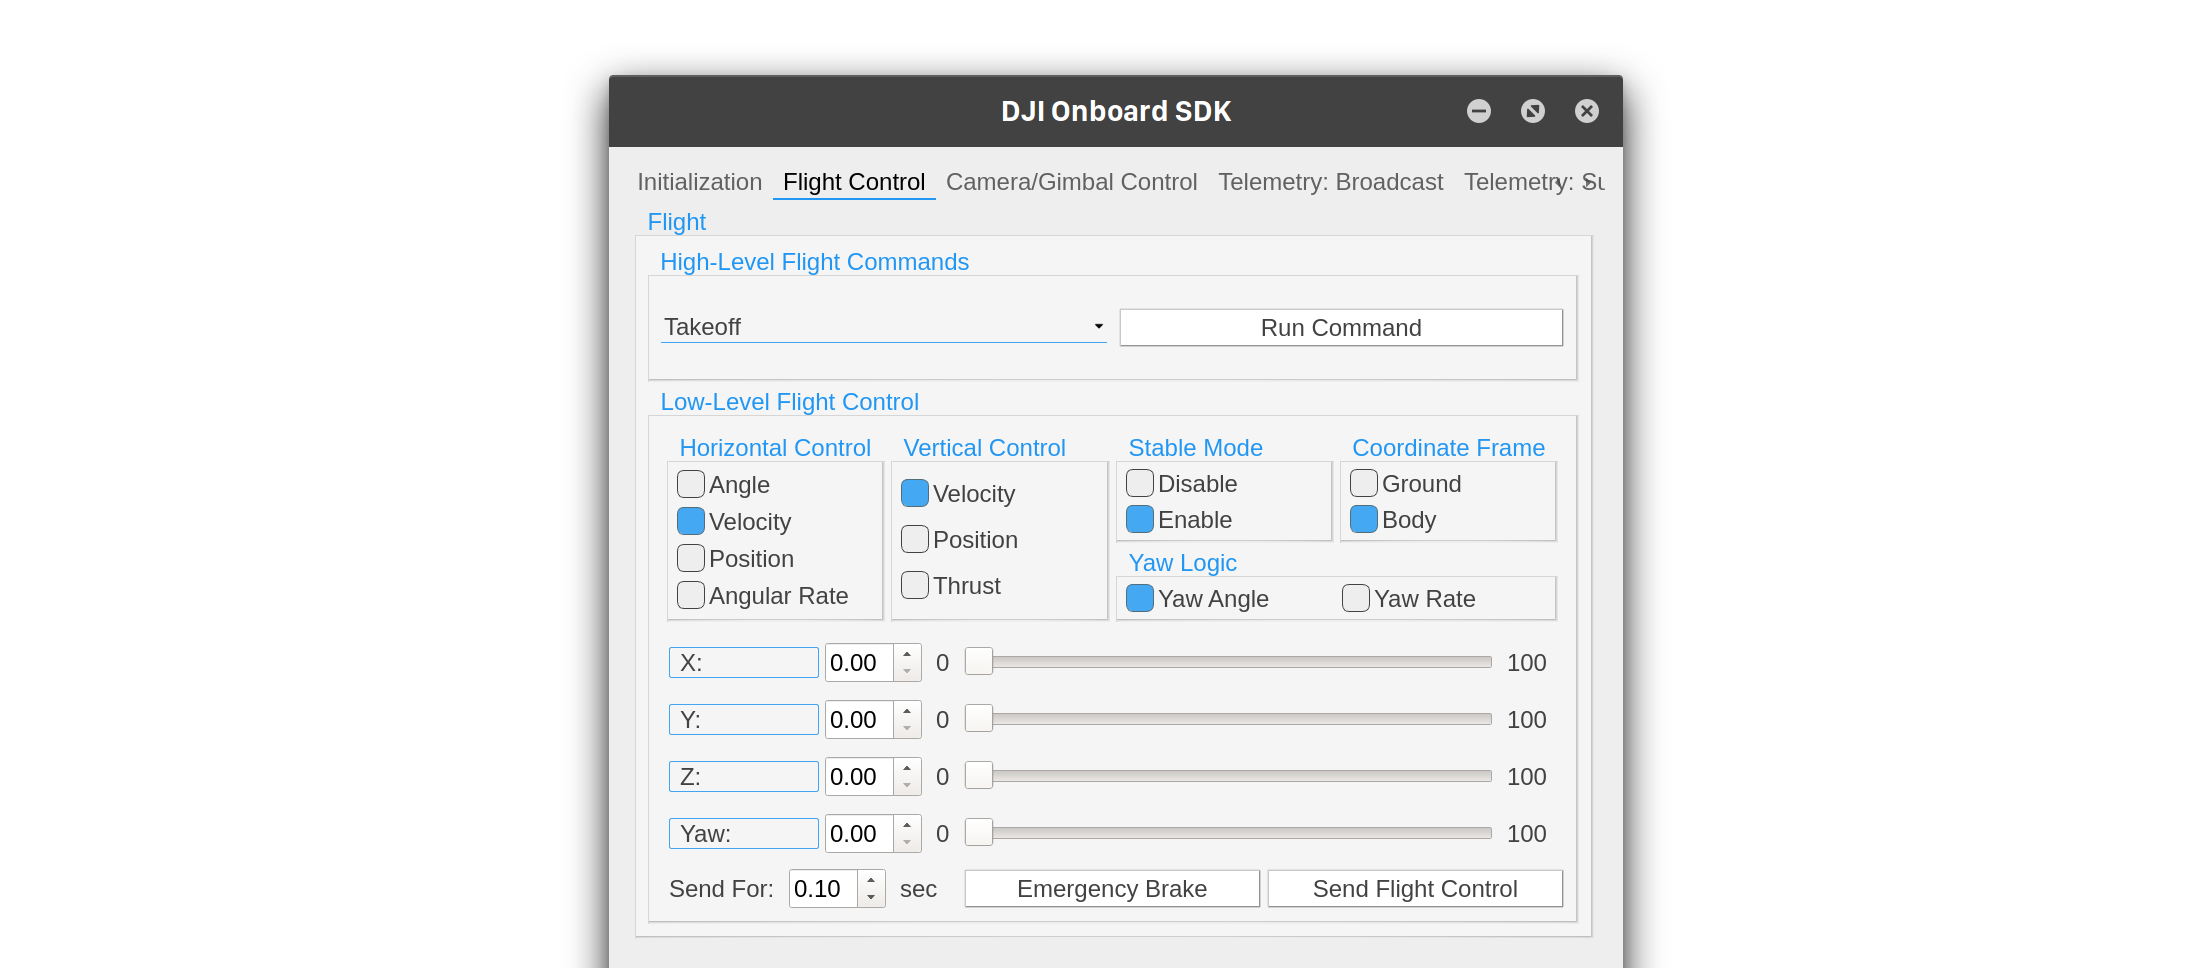 DJI Onboard SDK
Initialization Flight Control Camera/Gimbal Control Telemetry: Broadcast Telemetry: Su
Flight
High-Level Flight Commands
Takeoff Run Command
Low-Level Flight Control
Horizontal Control Vertical Control Stable Mode Coordinate Frame
Angle Velocity Disable Ground
Velocity Position Enable Body
Position Thrust Yaw Logic
Angular Rate Yaw Angle Yaw Rate
X: 0.00 0 100
Y: 0.00 0 100
Z: 0.00 0 100
Yaw: 0.00 0 100
Send For: 0.10 sec Emergency Brake Send Flight Control